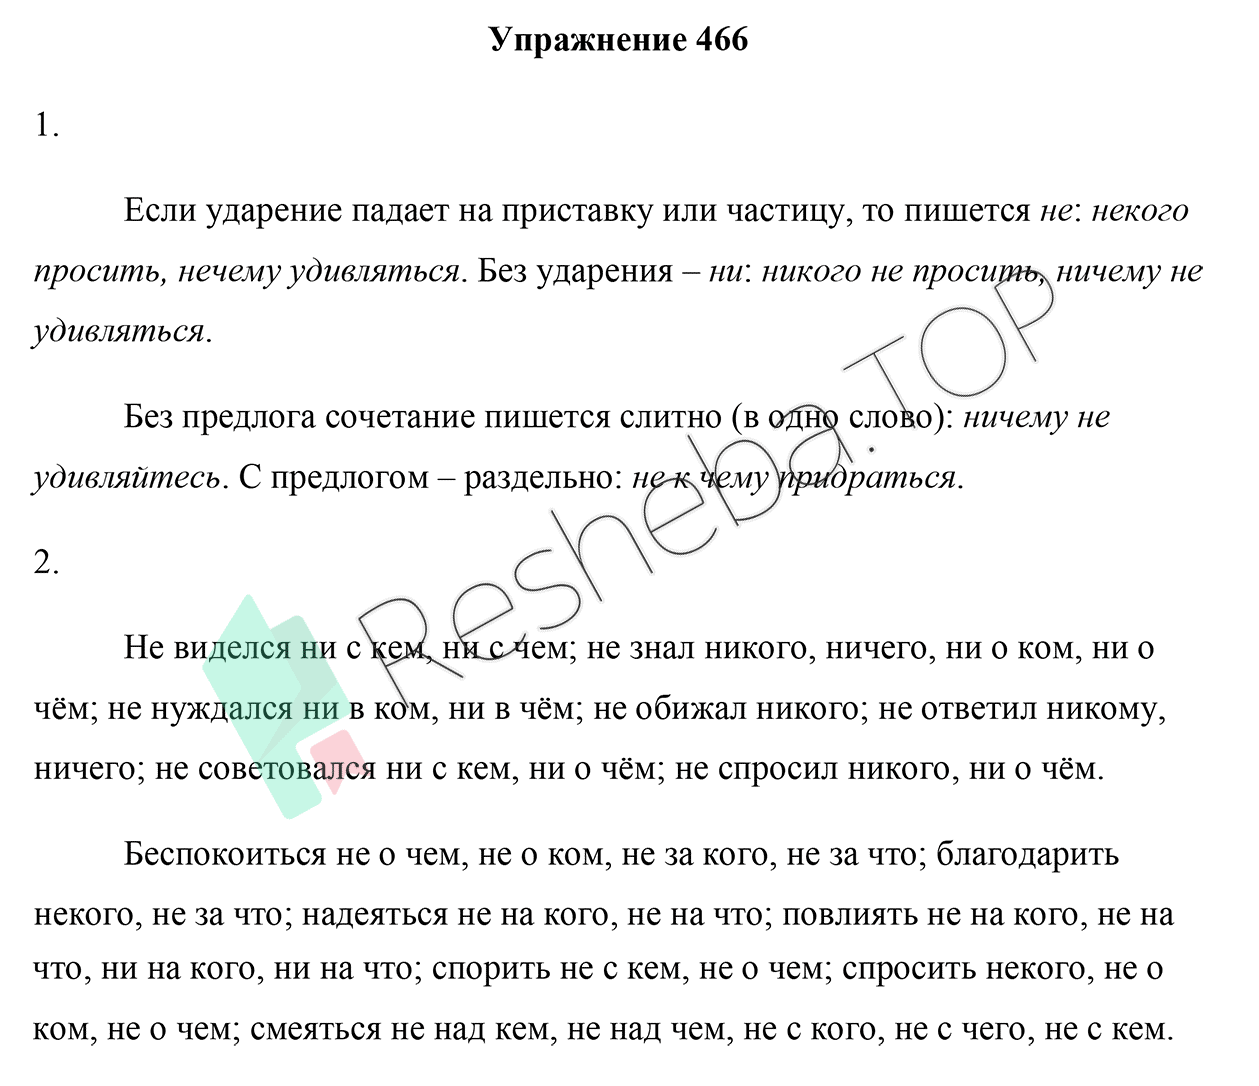 Упражнение 466
1.
Если ударение падает на приставку или частицу, то пишется не: некого
просить, нечему удивляться. Без ударения – ни: никого не просить, ничему не
удивляться.
Без предлога сочетание пишется слитно (в одно слово): ничему не
удивляйтесь. С предлогом – раздельно: не к чему придраться.
2.
Не виделся ни с кем, ни с чем; не знал никого, ничего, ни о ком, ни о
чём; не нуждался ни в ком, ни в чём; не обижал никого; не ответил никому,
ничего; не советовался ни с кем, ни о чём; не спросил никого, ни о чём.
Беспокоиться не о чем, не о ком, не за кого, не за что; благодарить
некого, не за что; надеяться не на кого, не на что; повлиять не на кого, не на
что, ни на кого, ни на что; спорить не с кем, не о чем; спросить некого, не о
ком, не о чем; смеяться не над кем, не над чем, не с кого, не с чего, не с кем.
Resheba.TOP